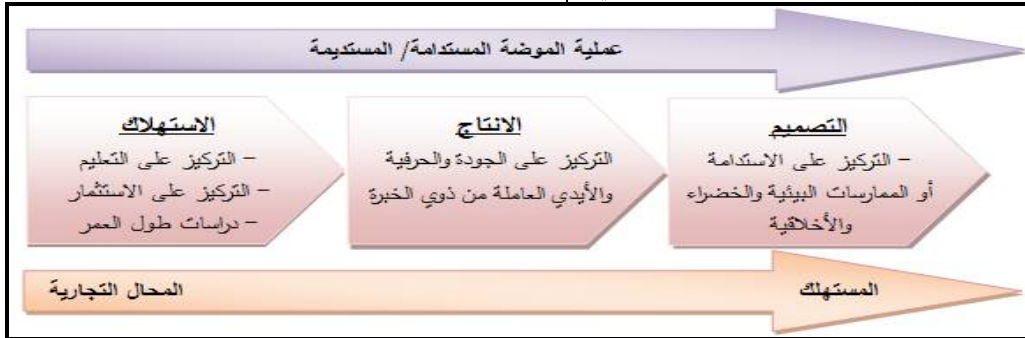 عملية الموضة المستدامة/ المستديمة
التصميم
– التركيز على الاستدامة
أو الممارسات البيئية والخضراء
والأخلاقية
الانتاج
التركيز على الجودة والحرفية
والأيدي العاملة من ذوي الخبرة
الاستهلاك
– التركيز على التعليم
– التركيز على الاستثمار
– دراسات طول العمر
المستهلك
المحال التجارية